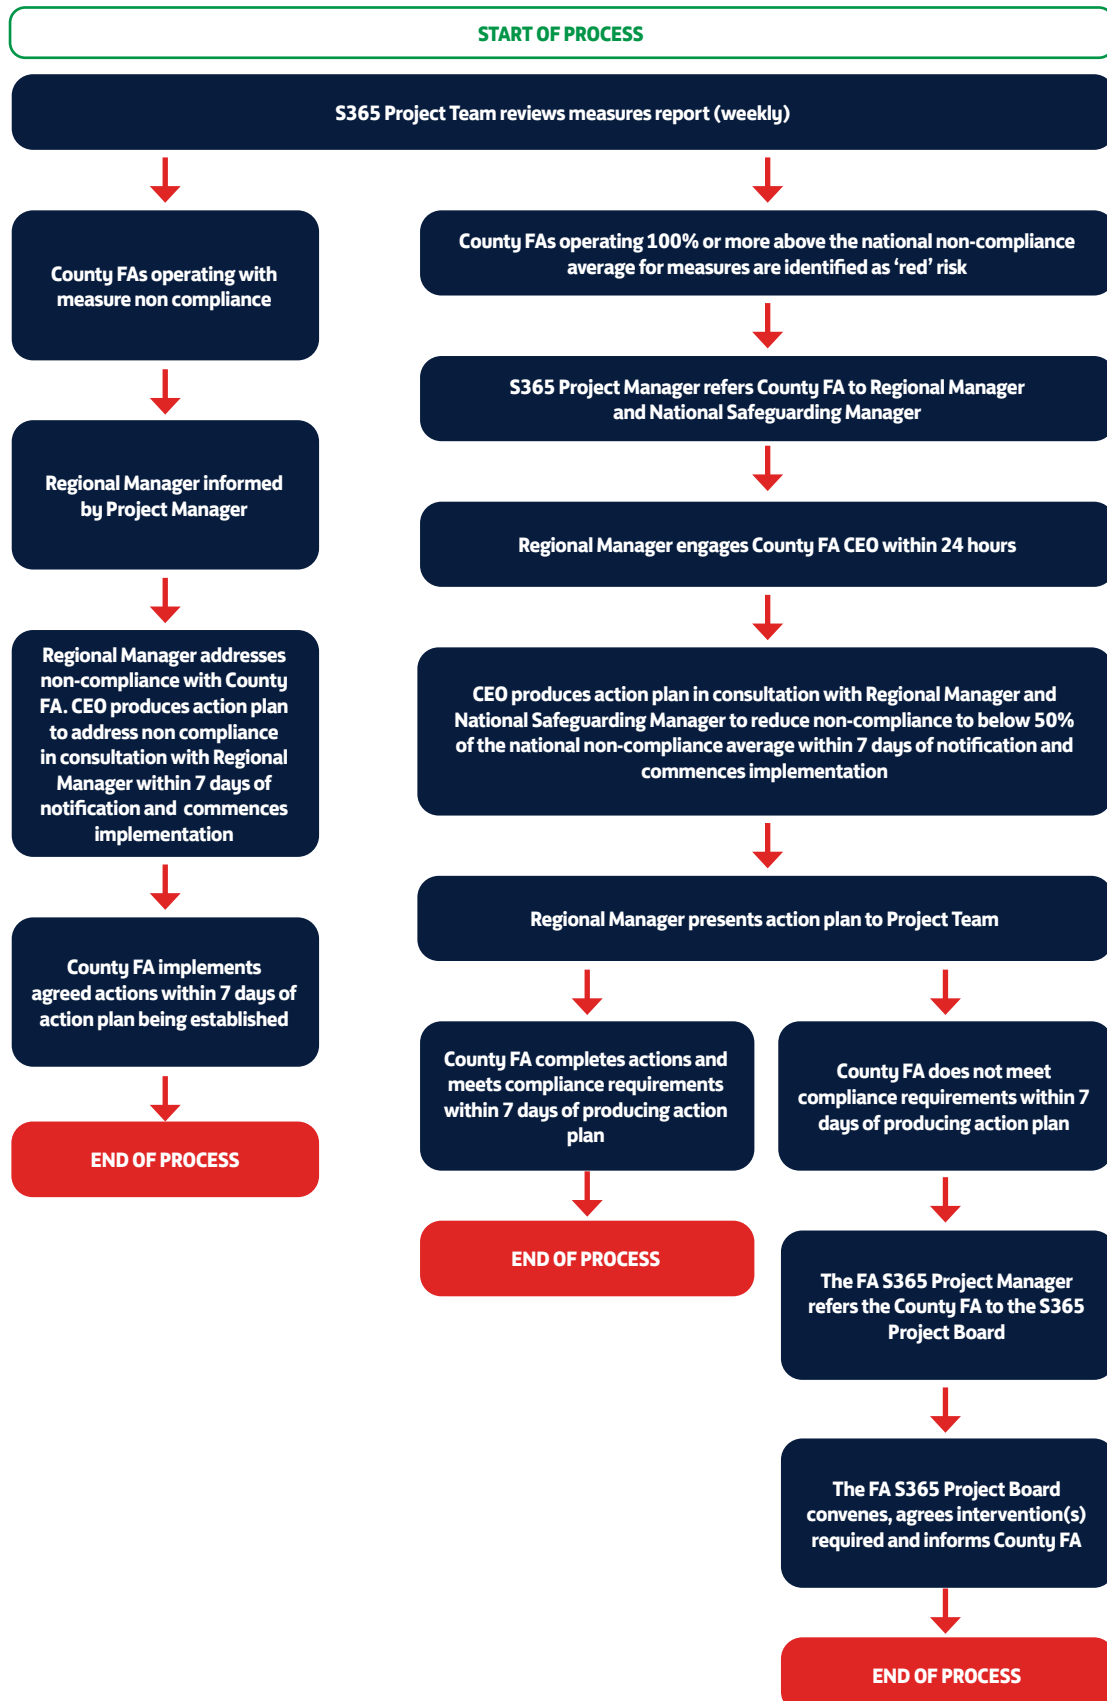 START OF PROCESS
S365 Project Team reviews measures report (weekly)
County FAs operating with
measure non compliance
Regional Manager informed
by Project Manager
Regional Manager addresses
non-compliance with County
FA. CEO produces action plan
to address non compliance
in consultation with Regional
Manager within 7 days of
notification and commences
implementation
County FA implements
agreed actions within 7 days of
action plan being established
END OF PROCESS
County FAs operating 100% or more above the national non-compliance
average for measures are identified as ‘red’ risk
S365 Project Manager refers County FA to Regional Manager
and National Safeguarding Manager
Regional Manager engages County FA CEO within 24 hours
CEO produces action plan in consultation with Regional Manager and
National Safeguarding Manager to reduce non-compliance to below 50%
of the national non-compliance average within 7 days of notification and
commences implementation
Regional Manager presents action plan to Project Team
County FA completes actions and
meets compliance requirements
within 7 days of producing action
plan
END OF PROCESS
County FA does not meet
compliance requirements within 7
days of producing action plan
The FA S365 Project Manager
refers the County FA to the S365
Project Board
The FA S365 Project Board
convenes, agrees intervention(s)
required and informs County FA
END OF PROCESS